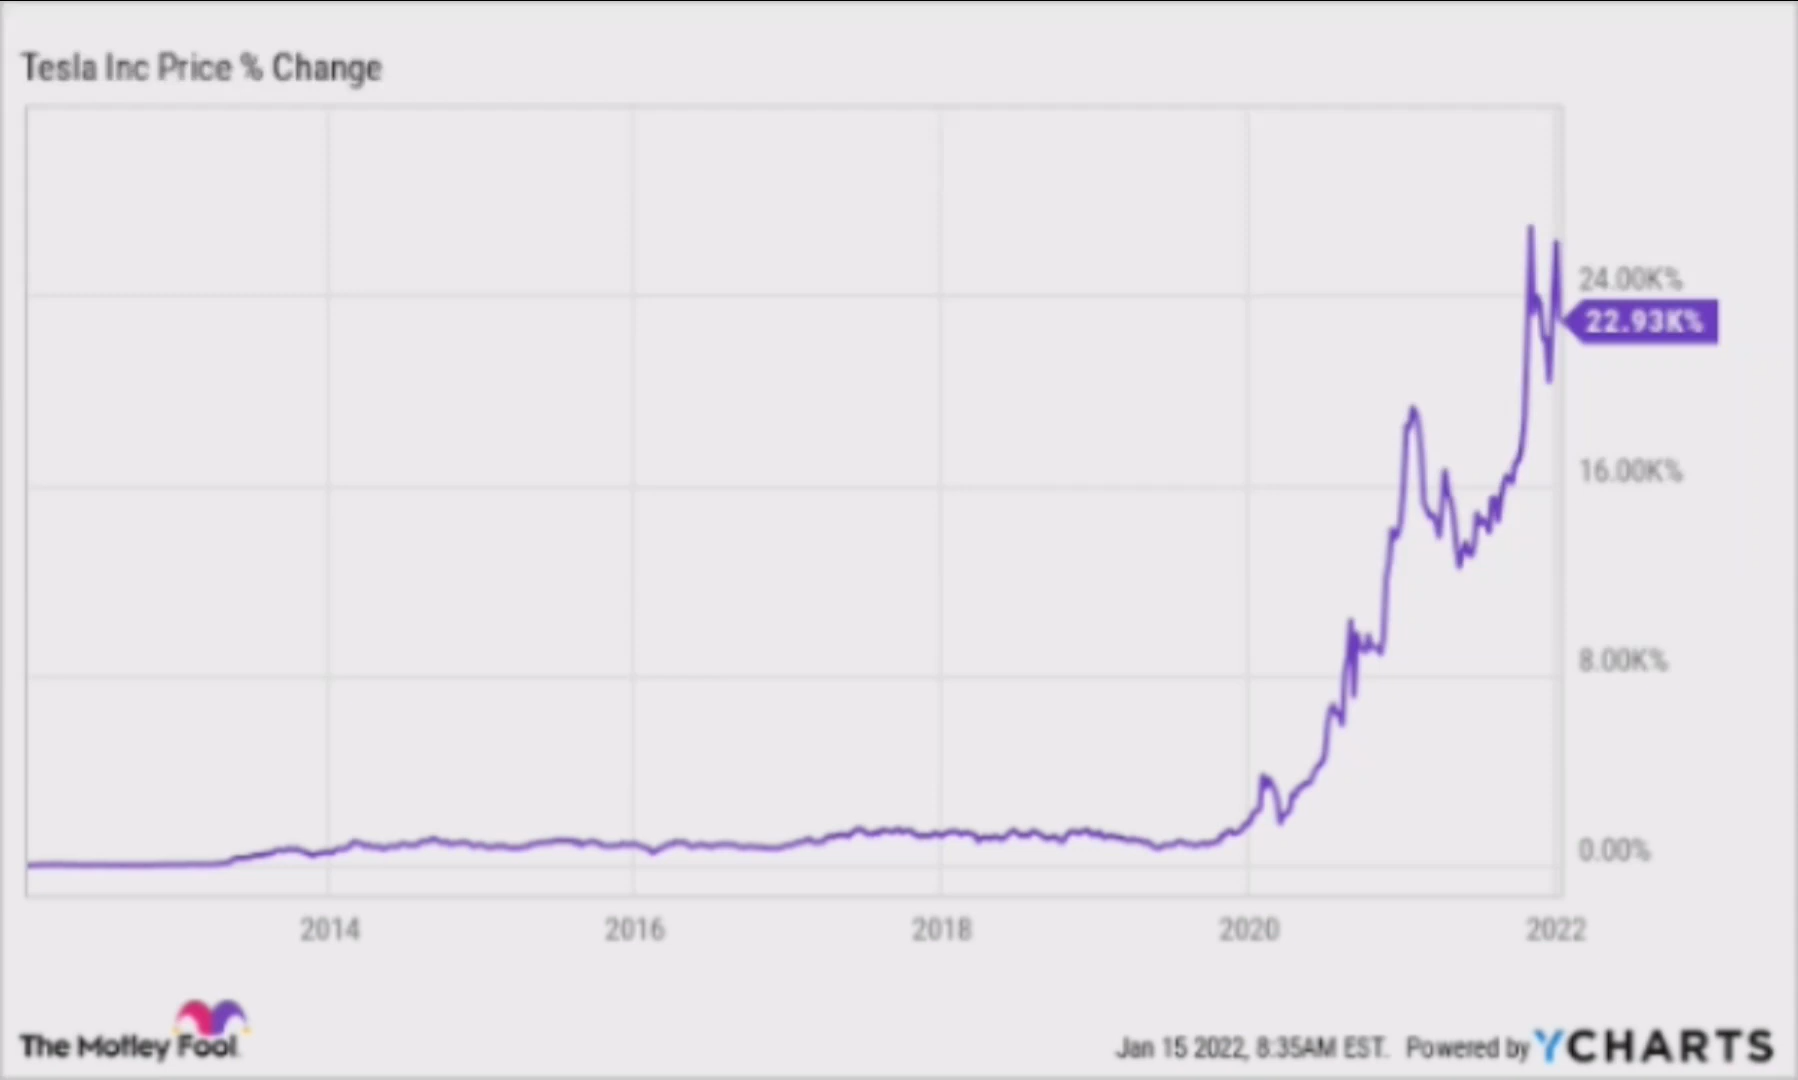 Tesla Inc Price % Change
24.00K%
22.93K%
16.00K%
8.00K%
0.00%
2014 2016 2018 2020 2022
The Motley Fool
Jan 15 2022, 8:35AM EST. Powered by YCHARTS